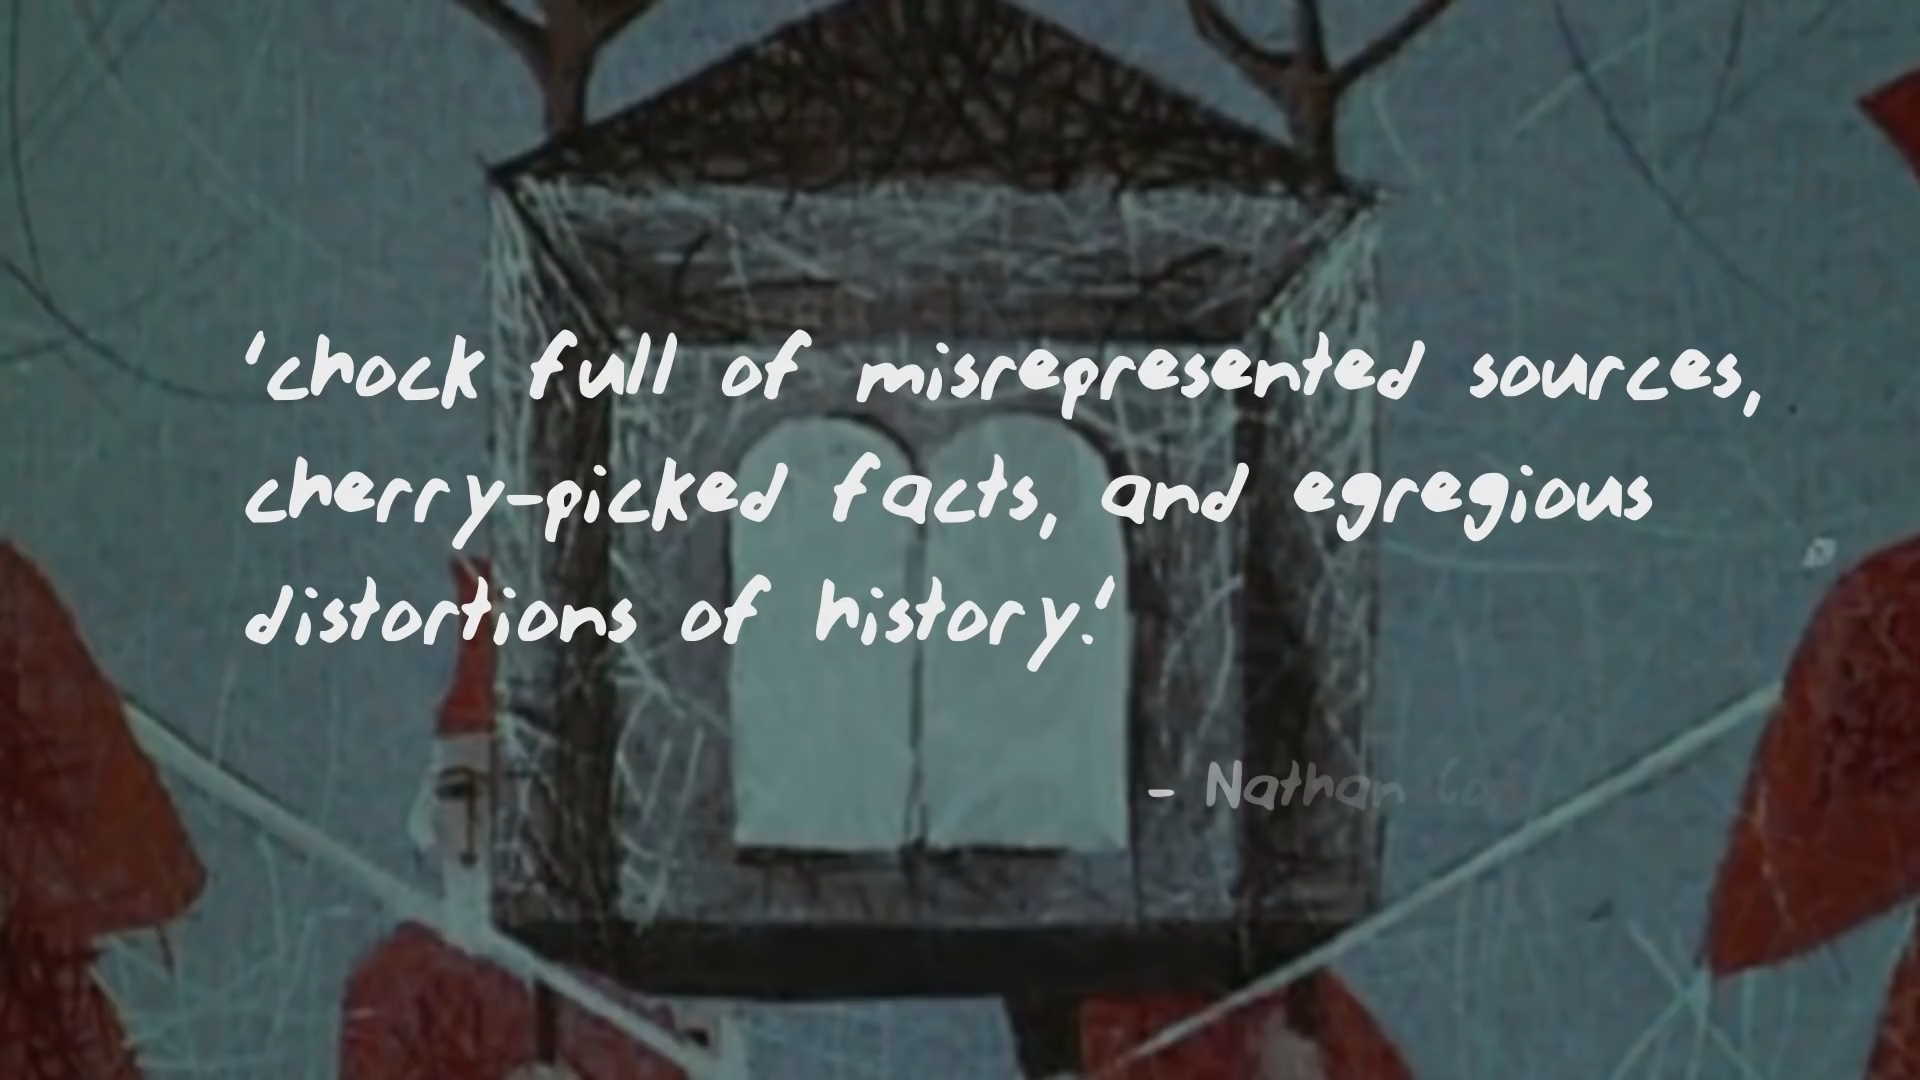 'chock full of misrepresented sources,
cherry-picked facts, and egregious
distortions of history.'
- Nathan